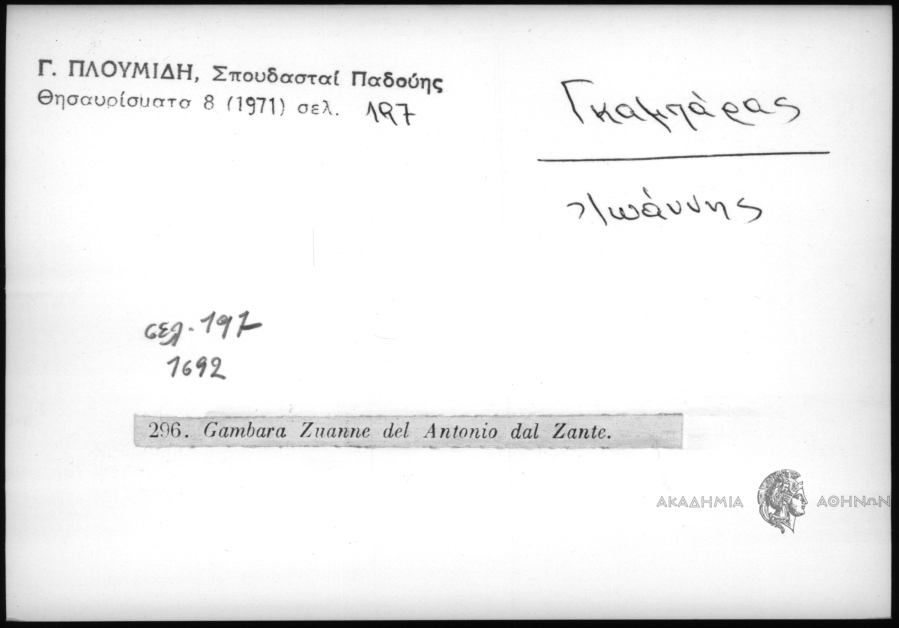 Γ. ΠΛΟΥΜΙΔΗ, Σπουδασταί Παδούης
Θησαυρίσματα 8 (1971) σελ. 197
Γκαμπάρας
Ἰωάννης
σελ. 197
1692
296. Gambara Zuanne del Antonio dal Zante.
ΑΚΑΔΗΜΙΑ ΑΘΗΝΩΝ